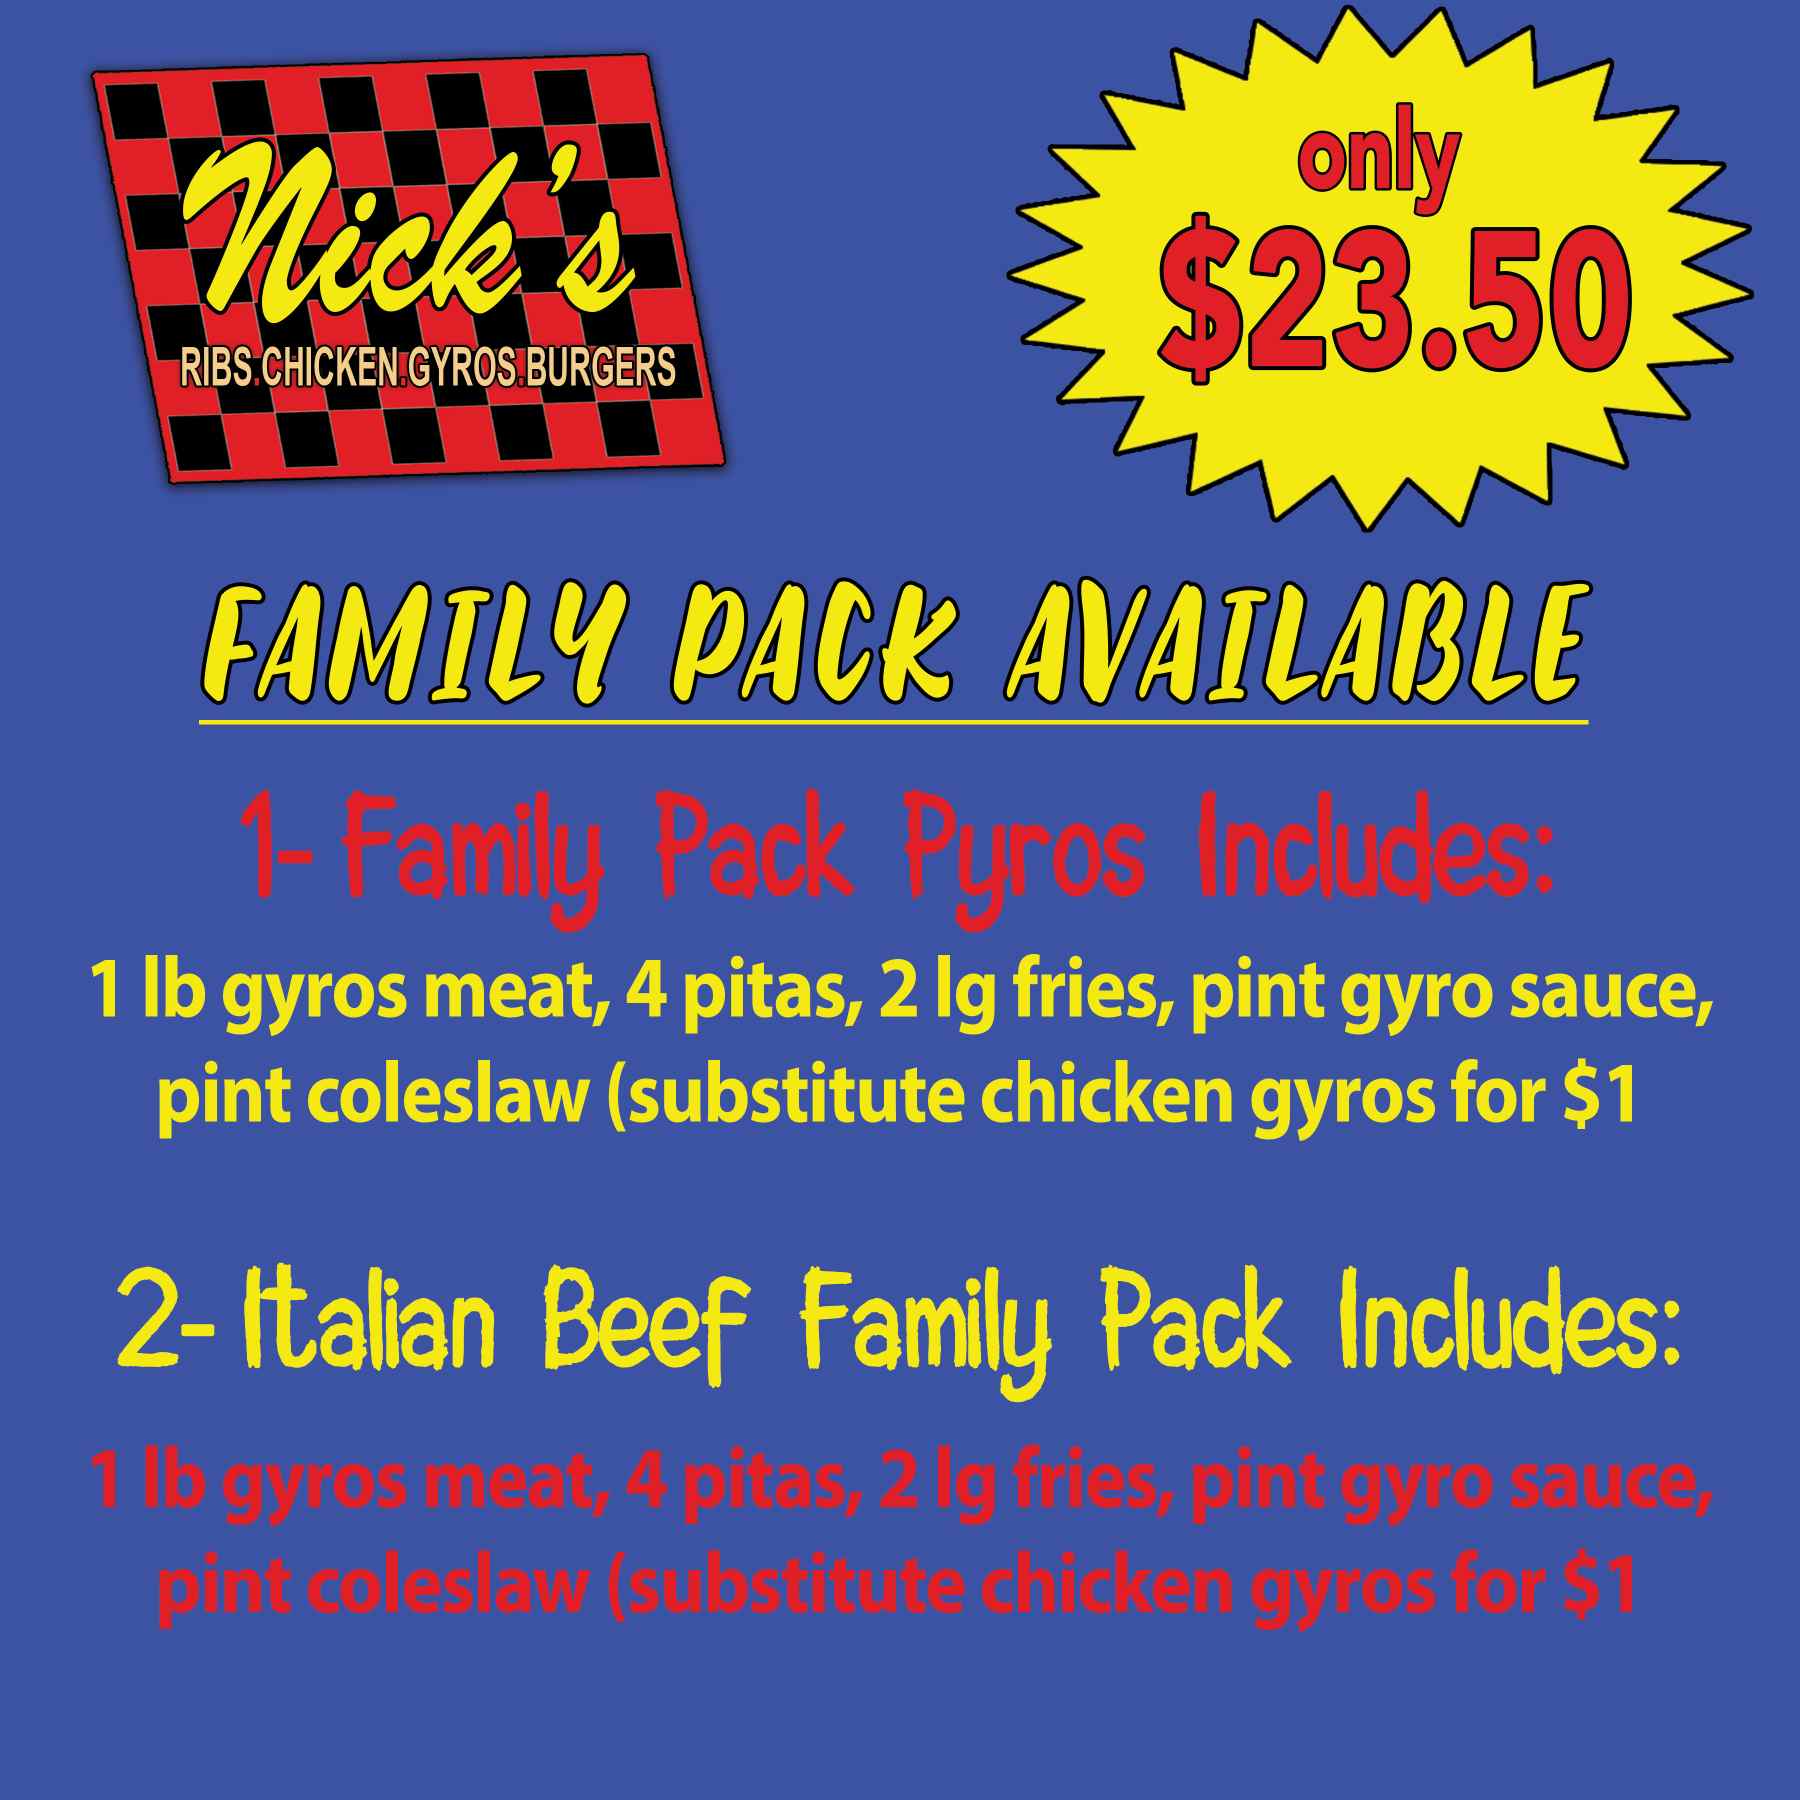 Nick's
RIBS.CHICKEN.GYROS.BURGERS
only
$23.50
FAMILY PACK AVAILABLE
1- Family Pack Pyros Includes:
1 lb gyros meat, 4 pitas, 2 lg fries, pint gyro sauce,
pint coleslaw (substitute chicken gyros for $1
2- Italian Beef Family Pack Includes:
1 lb gyros meat, 4 pitas, 2 lg fries, pint gyro sauce,
pint coleslaw (substitute chicken gyros for $1